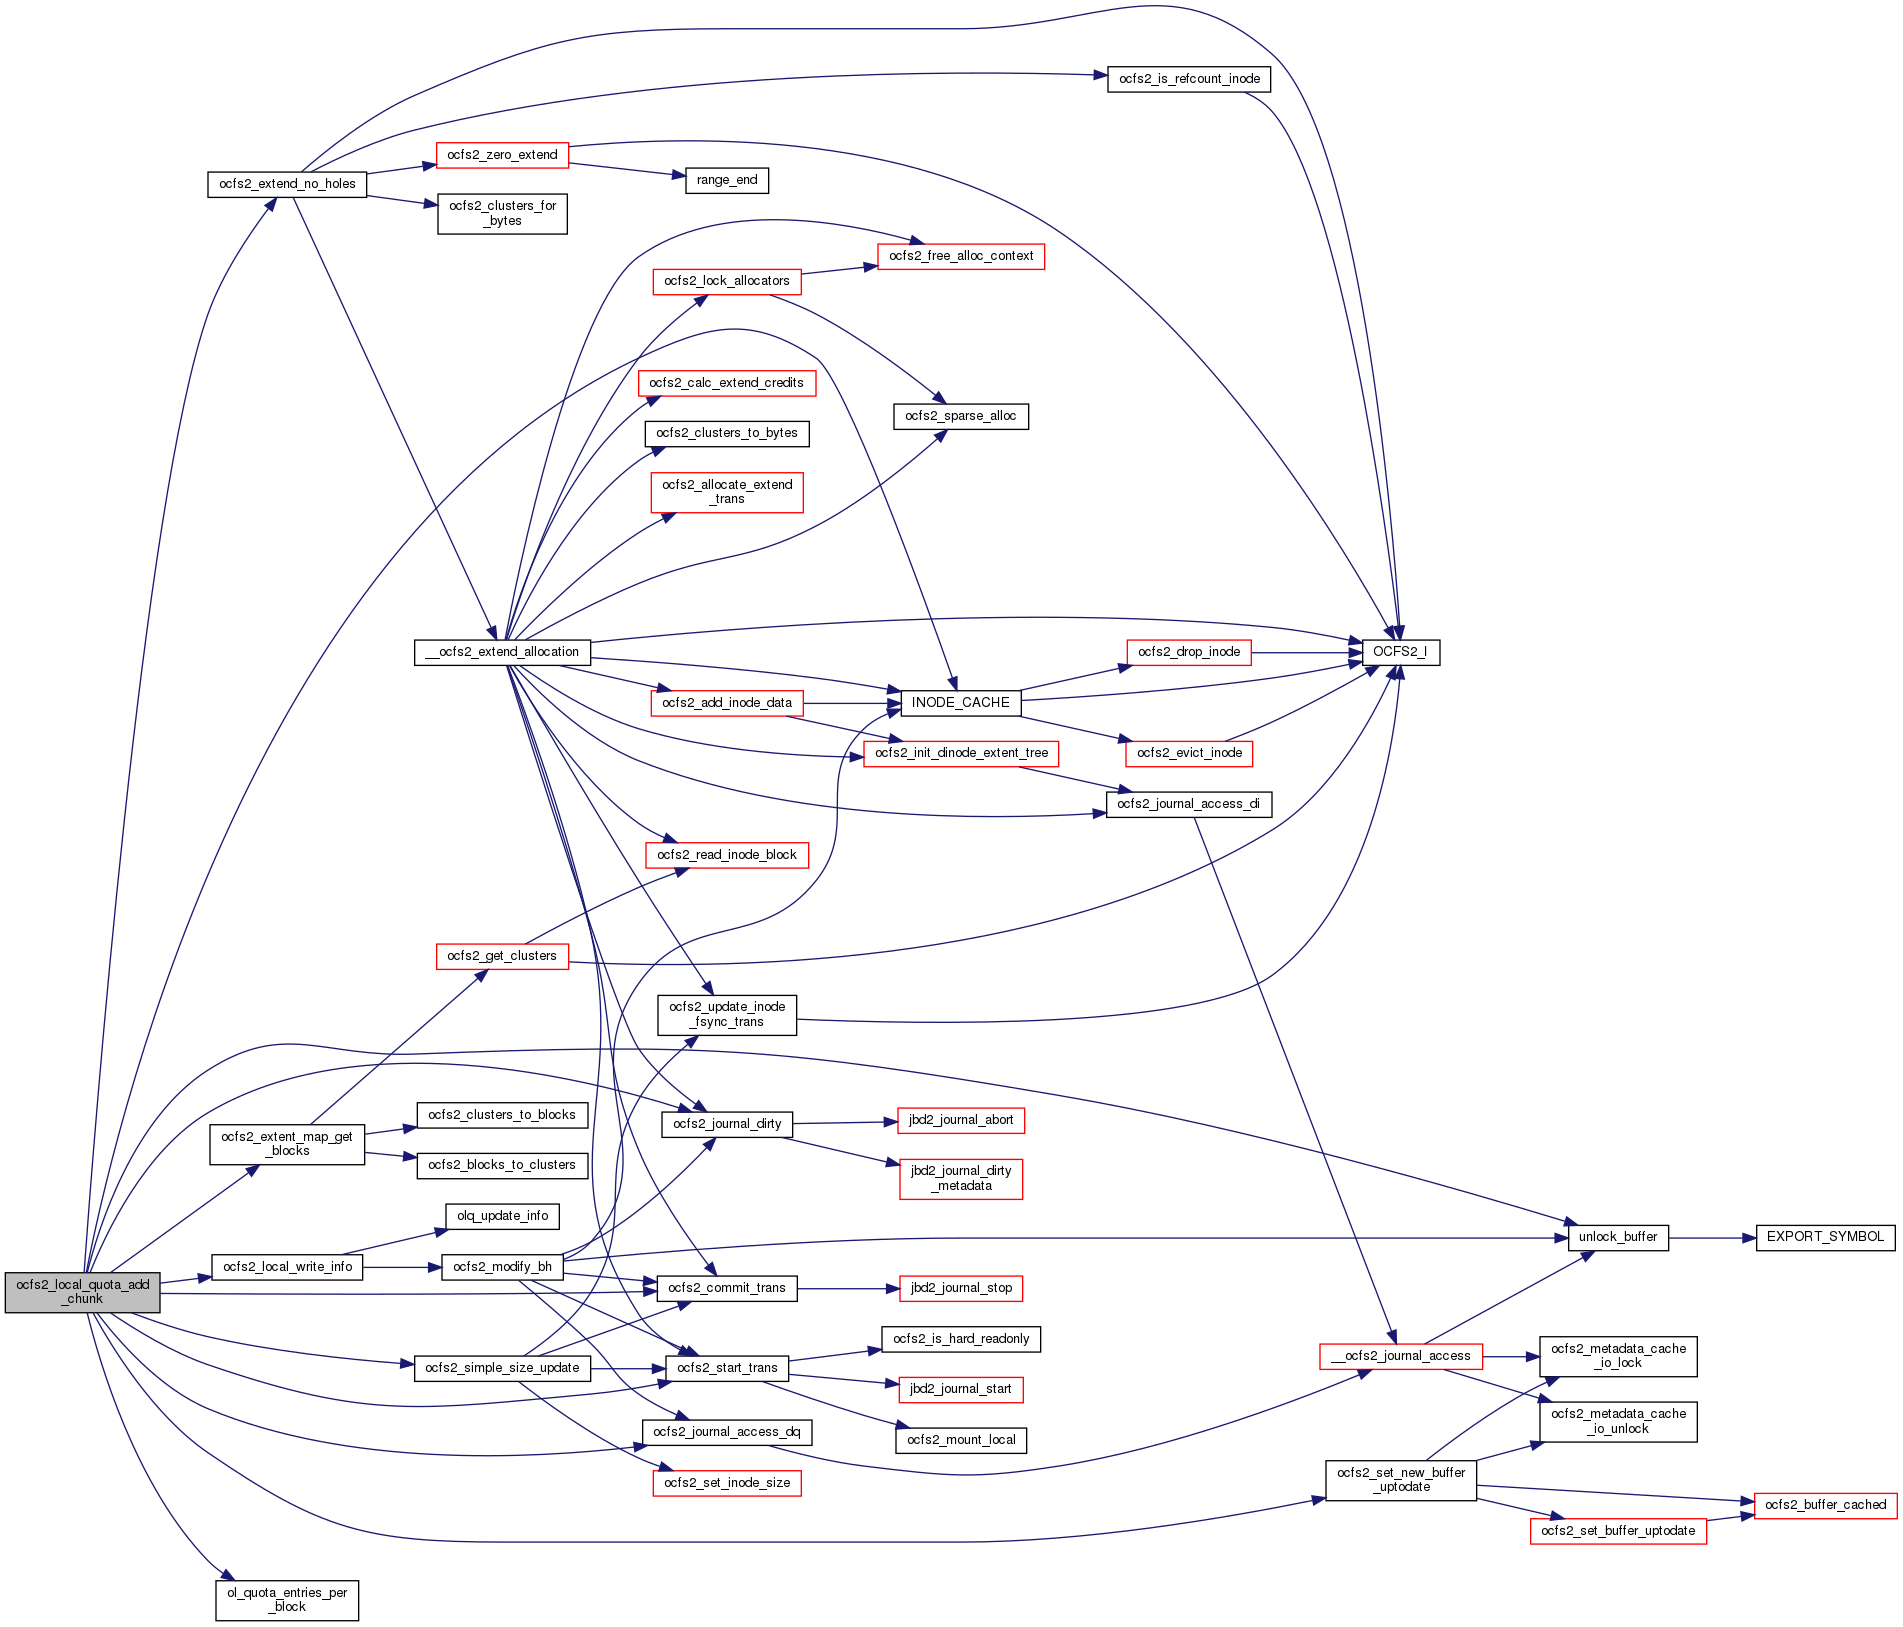 ocfs2_is_refcount_inode
ocfs2_zero_extend
range_end
ocfs2_extend_no_holes
ocfs2_clusters_for
_bytes
ocfs2_free_alloc_context
ocfs2_lock_allocators
ocfs2_calc_extend_credits
ocfs2_sparse_alloc
ocfs2_clusters_to_bytes
ocfs2_allocate_extend
_trans
__ocfs2_extend_allocation
ocfs2_drop_inode
OCFS2_I
ocfs2_add_inode_data
INODE_CACHE
ocfs2_init_dinode_extent_tree
ocfs2_evict_inode
ocfs2_journal_access_di
ocfs2_read_inode_block
ocfs2_get_clusters
ocfs2_update_inode
_fsync_trans
ocfs2_clusters_to_blocks
ocfs2_journal_dirty
jbd2_journal_abort
ocfs2_extent_map_get
_blocks
ocfs2_blocks_to_clusters
jbd2_journal_dirty
_metadata
olq_update_info
unlock_buffer
EXPORT_SYMBOL
ocfs2_local_write_info
ocfs2_modify_bh
ocfs2_local_quota_add
_chunk
ocfs2_commit_trans
jbd2_journal_stop
ocfs2_is_hard_readonly
ocfs2_simple_size_update
ocfs2_start_trans
__ocfs2_journal_access
ocfs2_metadata_cache
_io_lock
jbd2_journal_start
ocfs2_journal_access_dq
ocfs2_mount_local
ocfs2_metadata_cache
_io_unlock
ocfs2_set_inode_size
ocfs2_set_new_buffer
_uptodate
ocfs2_buffer_cached
ocfs2_set_buffer_uptodate
ol_quota_entries_per
_block